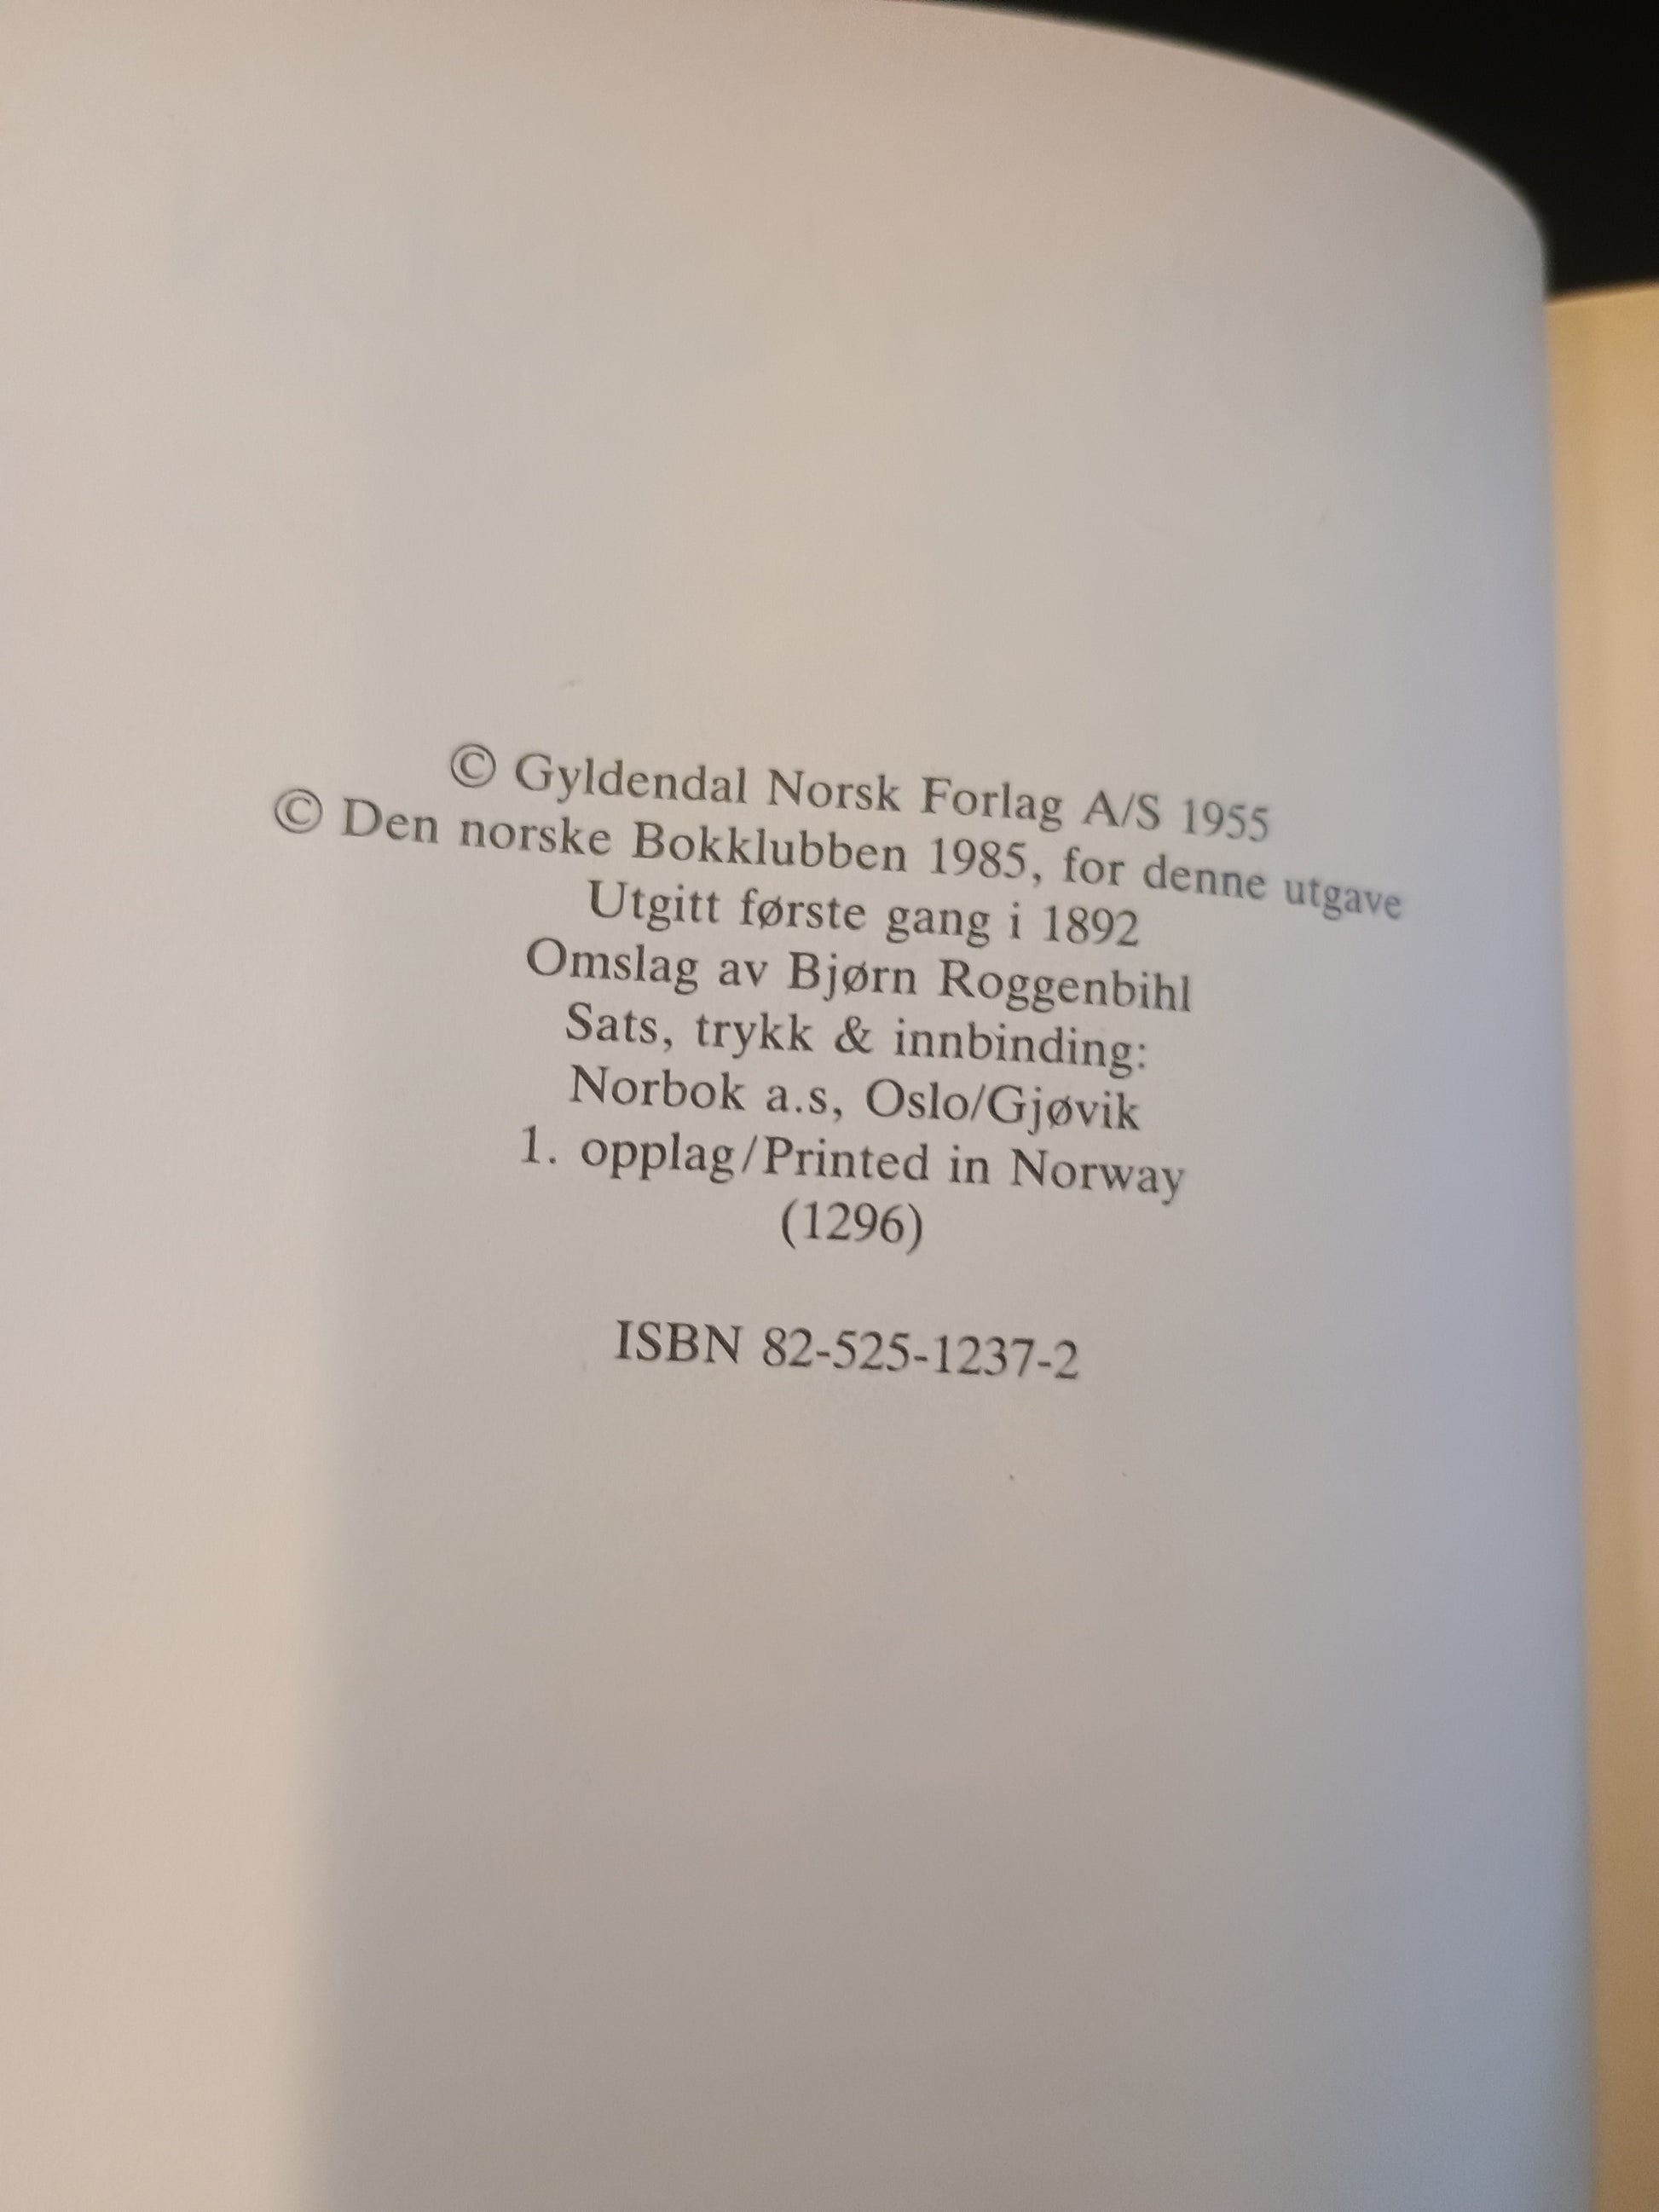 © Gyldendal Norsk Forlag A/S 1955
© Den norske Bokklubben 1985, for denne utgave
Utgitt første gang i 1892
Omslag av Bjørn Roggenbihl
Sats, trykk & innbinding:
Norbok a.s, Oslo/Gjøvik
1. opplag/Printed in Norway
(1296)
ISBN 82-525-1237-2